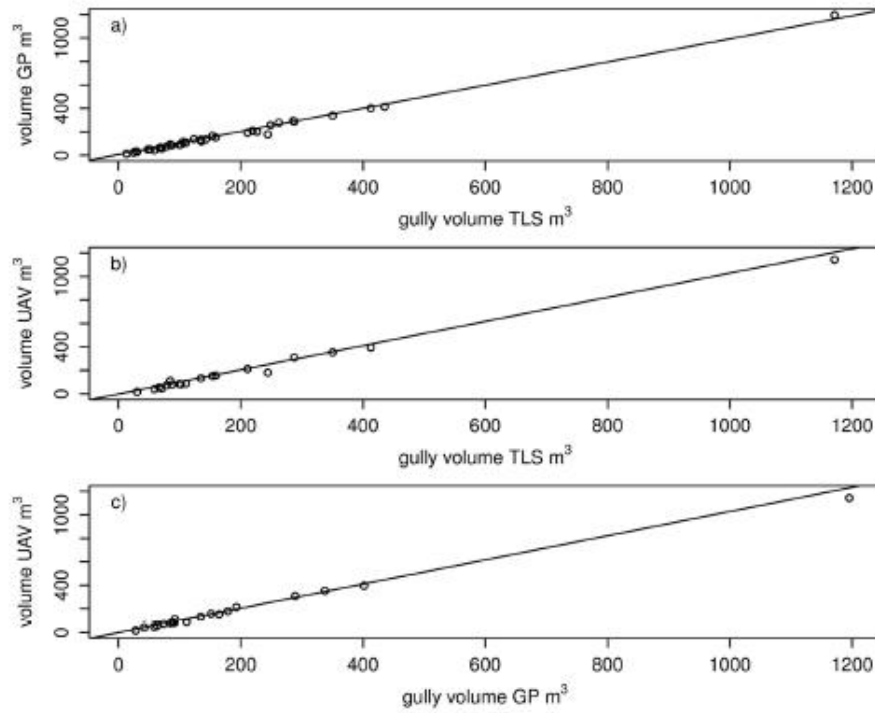 a)
volume GP m³
1000
400
0
0 200 400 600 800 1000 1200
gully volume TLS m³
b)
volume UAV m³
1000
400
0
0 200 400 600 800 1000 1200
gully volume TLS m³
c)
volume UAV m³
1000
400
0
0 200 400 600 800 1000 1200
gully volume GP m³